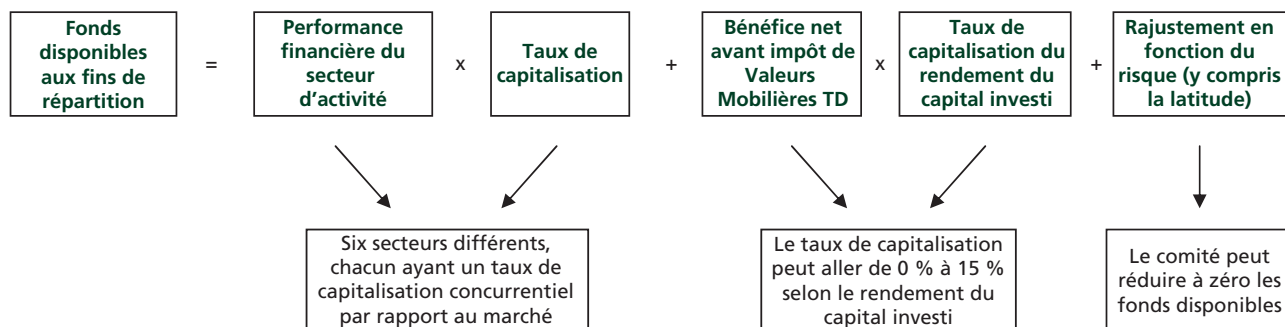 Fonds
disponibles
aux fins de
répartition
=
Performance
financière du
secteur
d'activité
x
Taux de
capitalisation
+
Bénéfice net
avant impôt de
Valeurs
Mobilières TD
x
Taux de
capitalisation du
rendement du
capital investi
+
Rajustement en
fonction du
risque (y compris
la latitude)
Six secteurs différents,
chacun ayant un taux de
capitalisation concurrentiel
par rapport au marché
Le taux de capitalisation
peut aller de 0 % à 15 %
selon le rendement du
capital investi
Le comité peut
réduire à zéro les
fonds disponibles